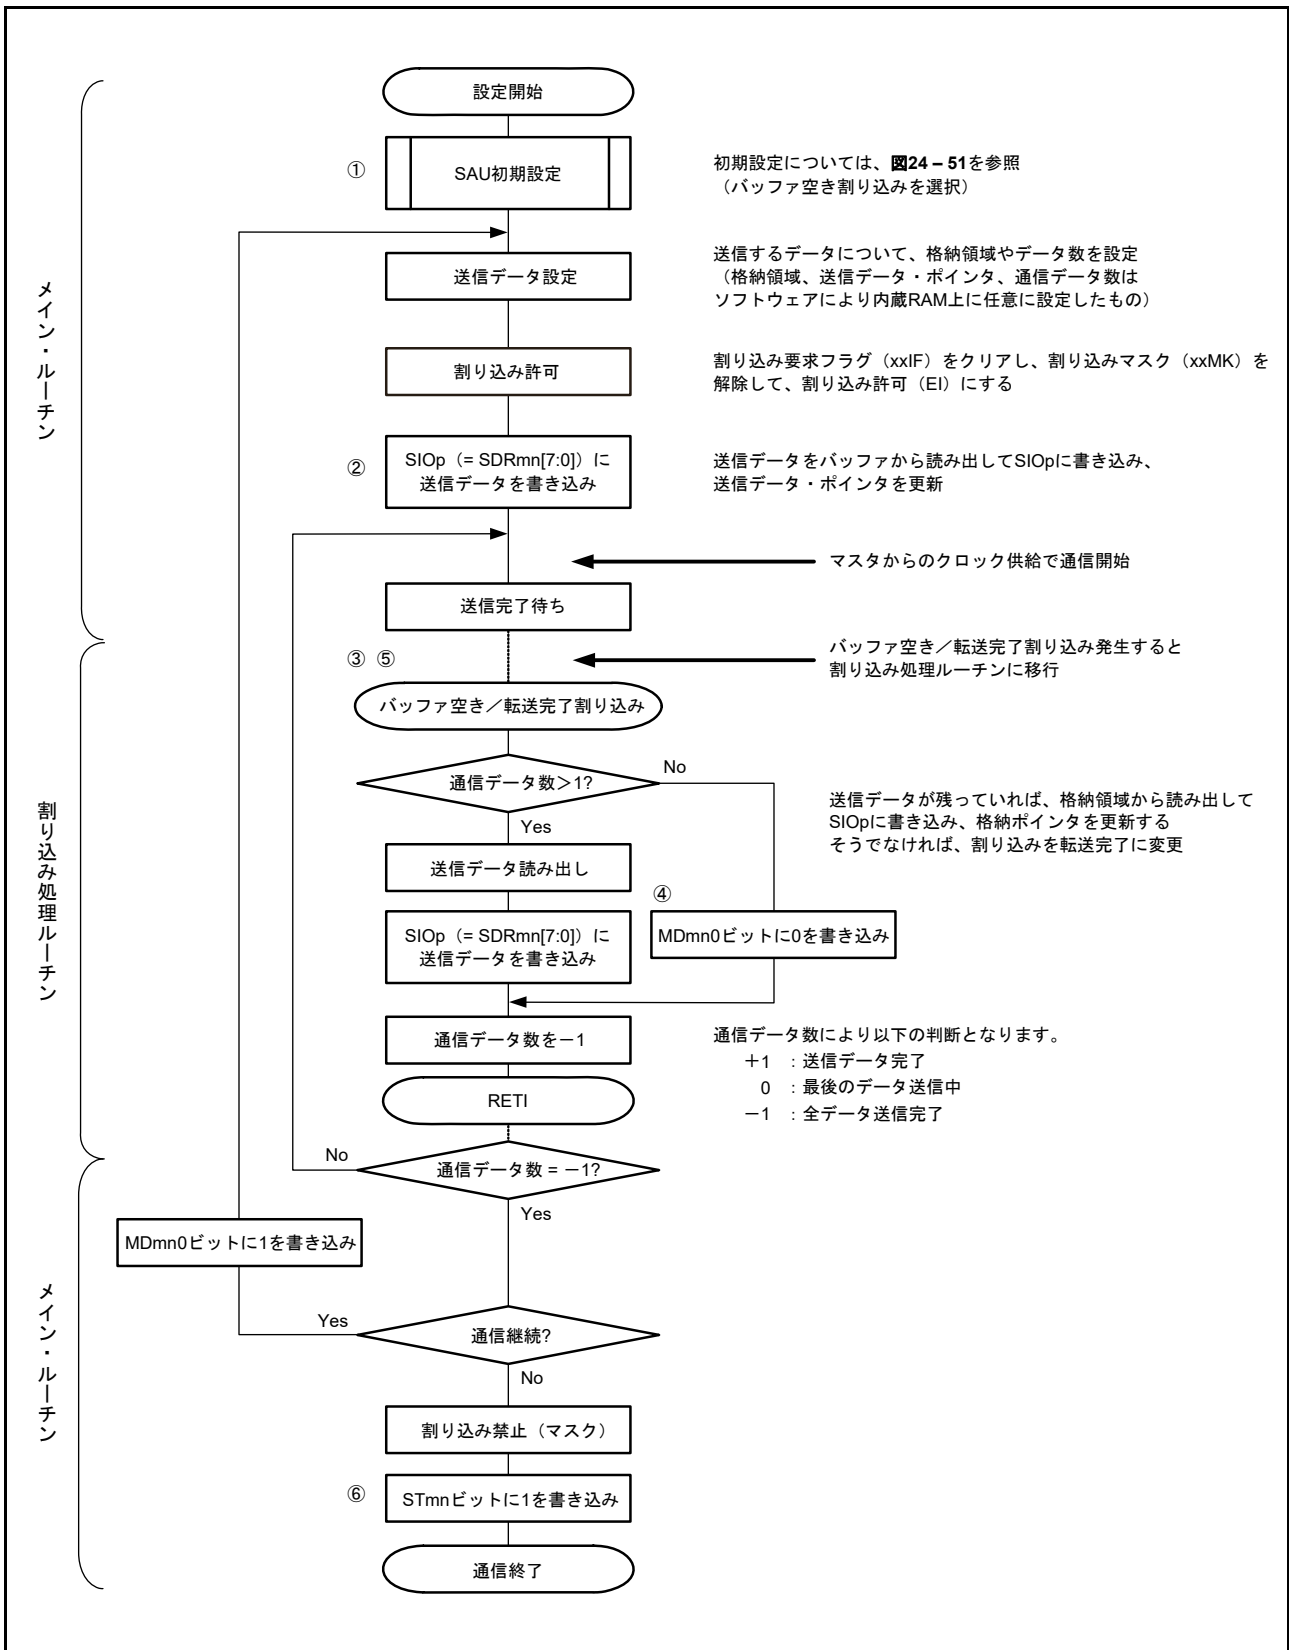 設定開始
①
SAU初期設定
初期設定については、図24 – 51を参照
（バッファ空き割り込みを選択）
送信データ設定
送信するデータについて、格納領域やデータ数を設定
（格納領域、送信データ・ポインタ、通信データ数は
ソフトウェアにより内蔵RAM上に任意に設定したもの）
メイン・ルーチン
割り込み許可
割り込み要求フラグ（xxIF）をクリアし、割り込みマスク（xxMK）を
解除して、割り込み許可（EI）にする
②
SIOp（= SDRmn[7:0]）に
送信データを書き込み
送信データをバッファから読み出してSIOpに書き込み、
送信データ・ポインタを更新
マスタからのクロック供給で通信開始
送信完了待ち
③ ⑤
バッファ空き／転送完了割り込み発生すると
割り込み処理ルーチンに移行
バッファ空き／転送完了割り込み
通信データ数＞1?
No
Yes
送信データが残っていれば、格納領域から読み出して
SIOpに書き込み、格納ポインタを更新する
そうでなければ、割り込みを転送完了に変更
割り込み処理ルーチン
送信データ読み出し
④
SIOp（= SDRmn[7:0]）に
送信データを書き込み
MDmn0ビットに0を書き込み
通信データ数を－1
通信データ数により以下の判断となります。
＋1 ：送信データ完了
0 ：最後のデータ送信中
－1 ：全データ送信完了
RETI
No
通信データ数 = －1?
Yes
MDmn0ビットに1を書き込み
メイン・ルーチン
Yes
通信継続?
No
割り込み禁止（マスク）
⑥
STmnビットに1を書き込み
通信終了